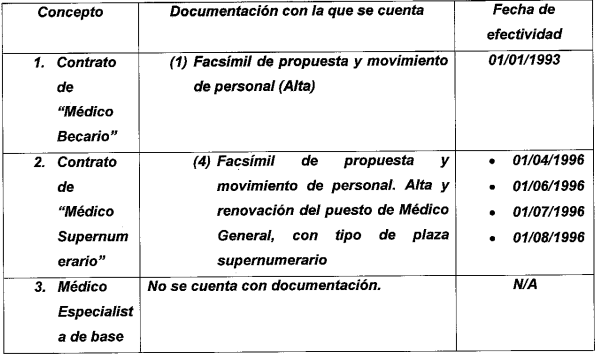 Concepto
Documentación con la que se cuenta
Fecha de
efectividad
1. Contrato
de
“Médico
Becario”
(1) Facsímil de propuesta y movimiento
de personal (Alta)
01/01/1993
2. Contrato
de
“Médico
Supernum
erario”
(4) Facsímil de propuesta y
movimiento de personal. Alta y
renovación del puesto de Médico
General, con tipo de plaza
supernumerario
• 01/04/1996
• 01/06/1996
• 01/07/1996
• 01/08/1996
3. Médico
Especialist
a de base
No se cuenta con documentación.
N/A